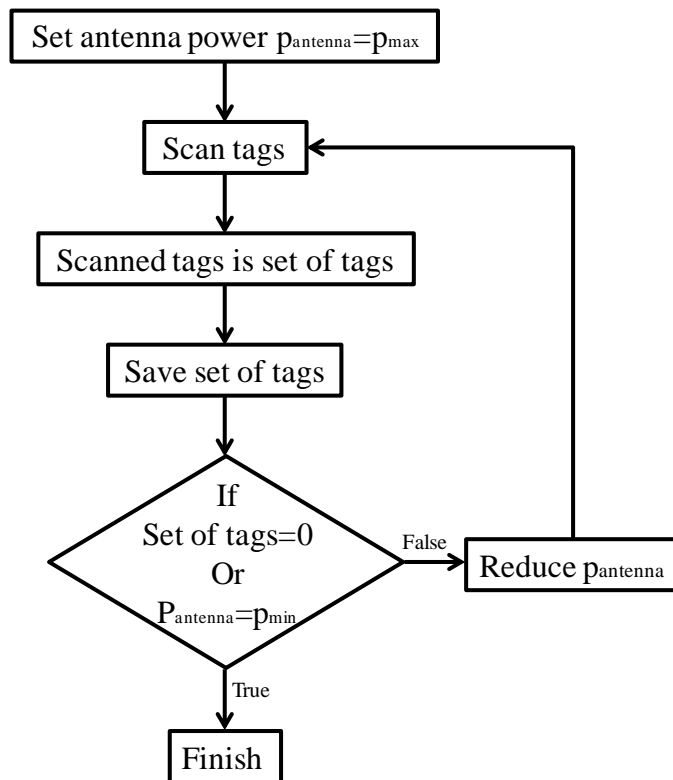 Set antenna power pantenna=pmax
Scan tags
Scanned tags is set of tags
Save set of tags
If
Set of tags=0
Or
Pantenna=pmin
False
Reduce pantenna
True
Finish